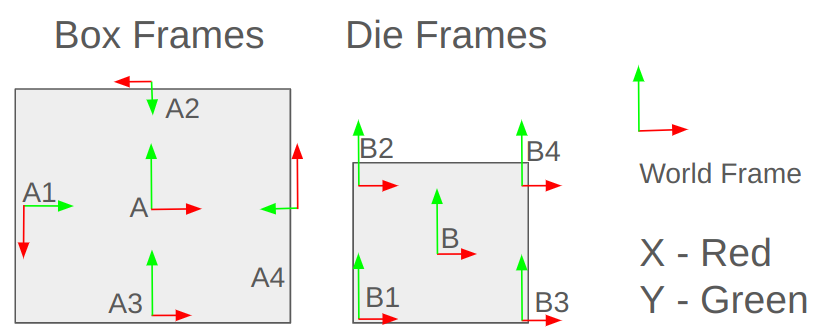 Box Frames
Die Frames
A2
A1
A
A3
A4
B2
B4
B
B1
B3
World Frame
X - Red
Y - Green